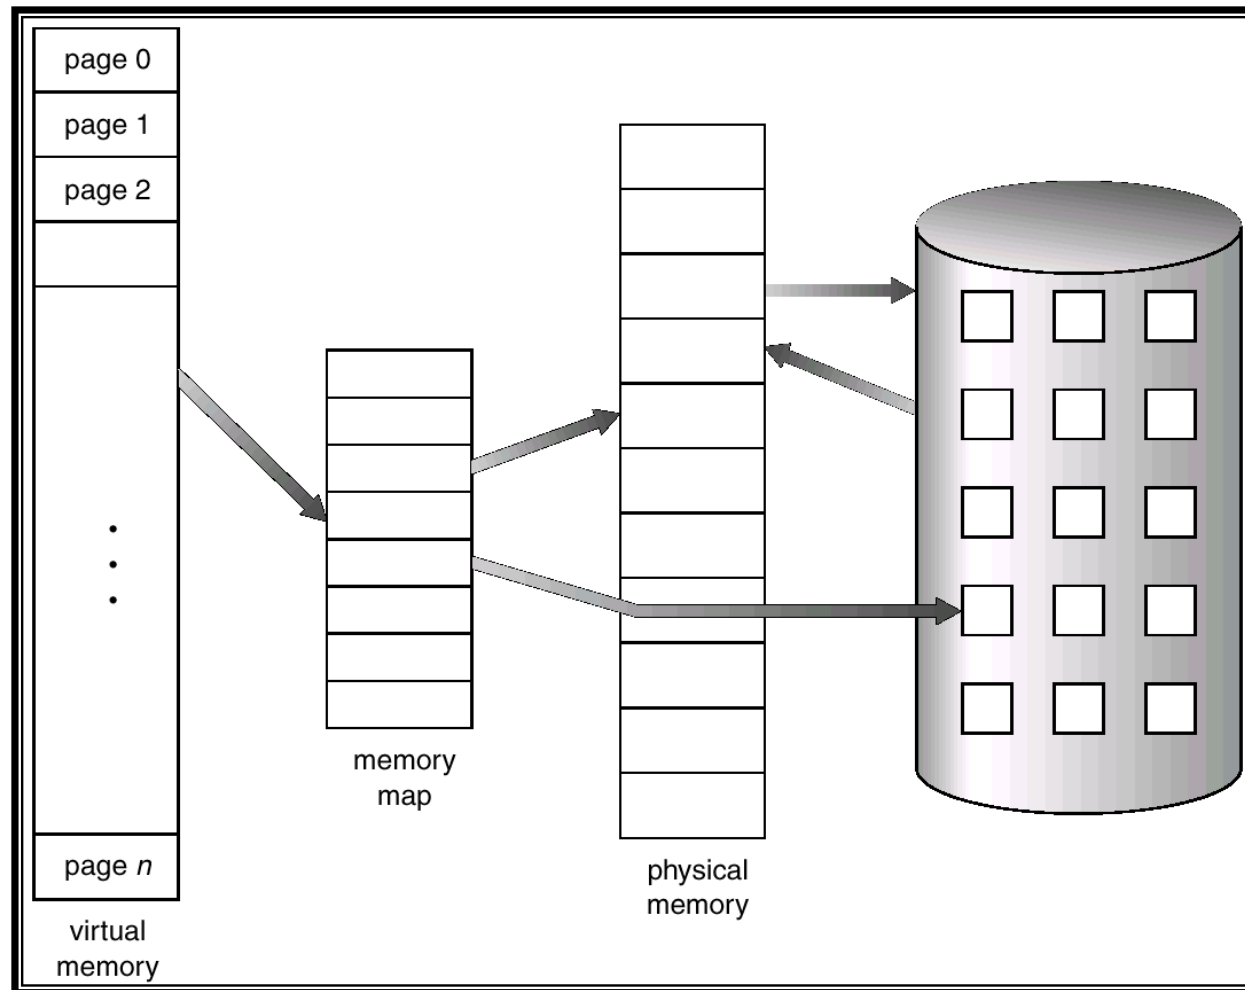 page 0
page 1
page 2
page n
virtual
memory
memory
map
physical
memory